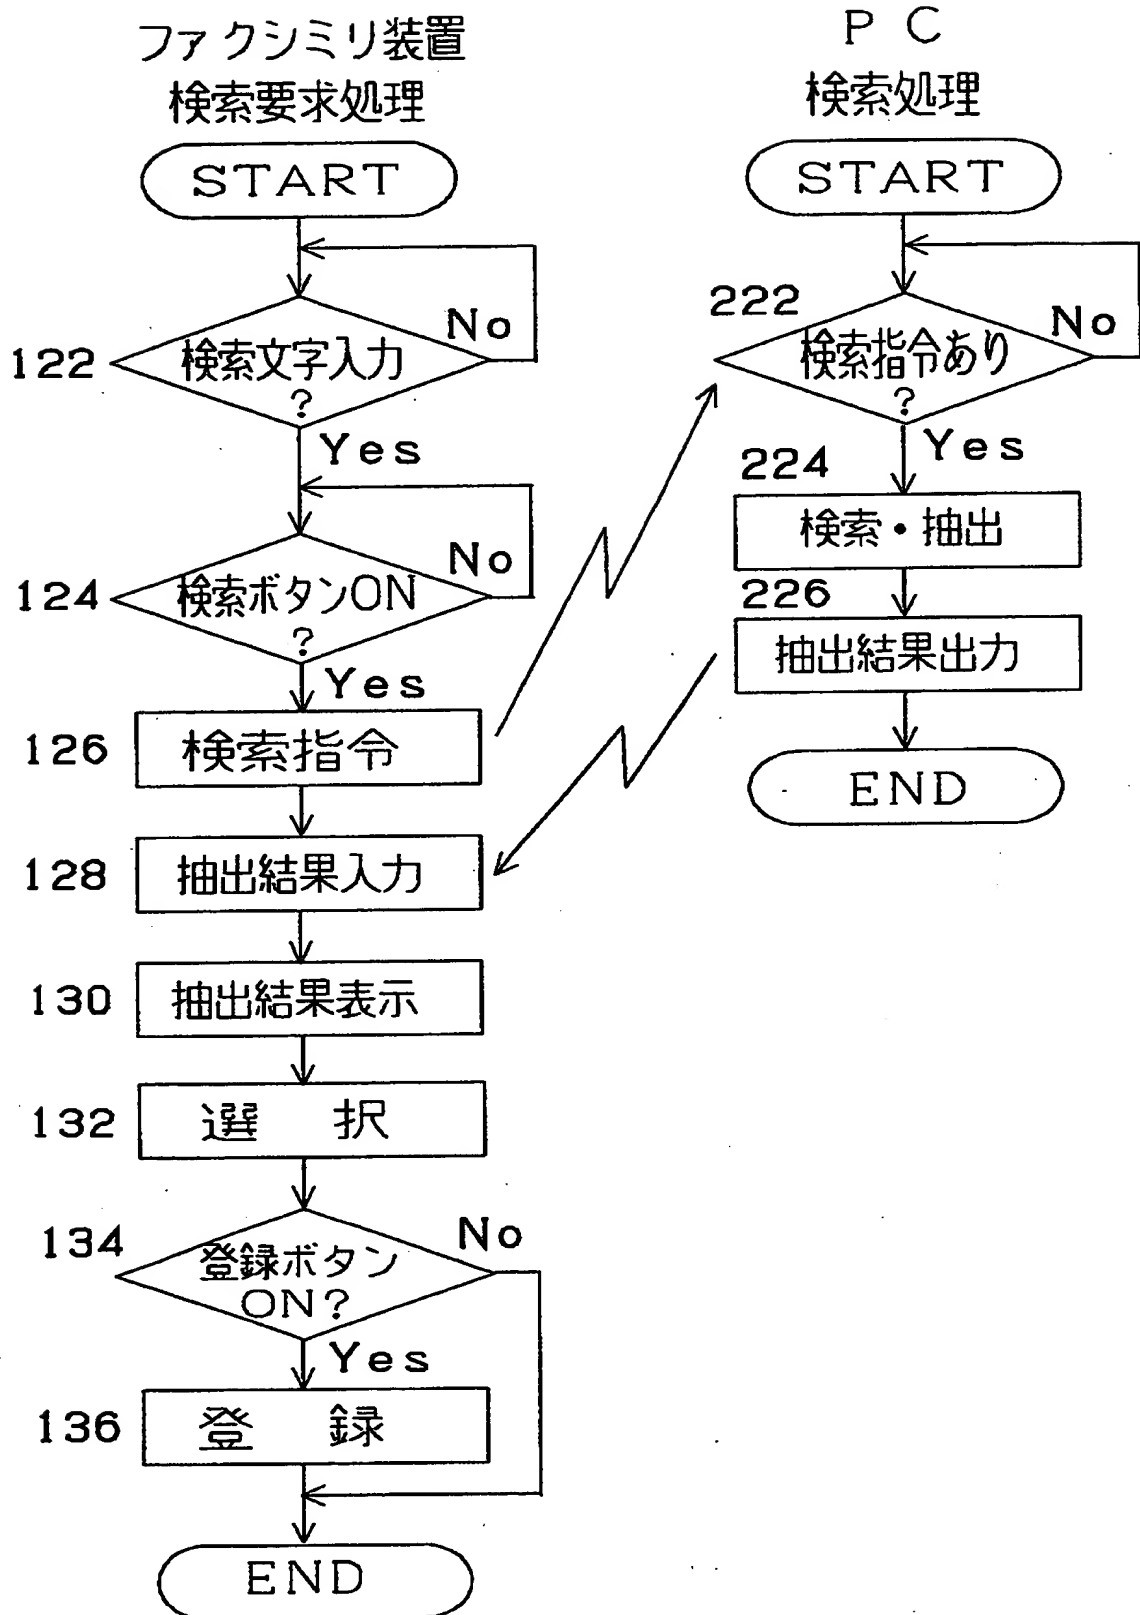 ファクシミリ装置
検索要求処理
START
No
122
検索文字入力
?
Yes
No
124
検索ボタンON
?
Yes
126
検索指令
128
抽出結果入力
130
抽出結果表示
132
選 択
134
No
登録ボタン
ON?
Yes
136
登 録
END
PC
検索処理
START
222
No
検索指令あり
?
Yes
224
検索・抽出
226
抽出結果出力
END